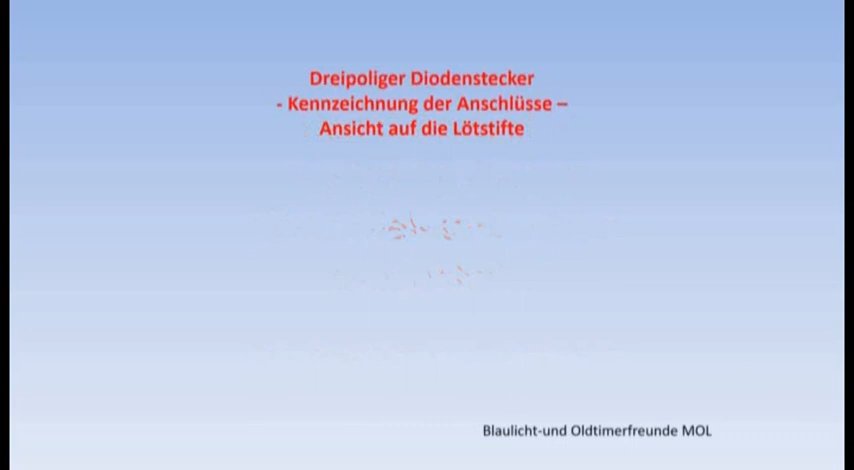 Dreipoliger Diodenstecker
- Kennzeichnung der Anschlüsse –
Ansicht auf die Lötstifte
Blaulicht-und Oldtimerfreunde MOL